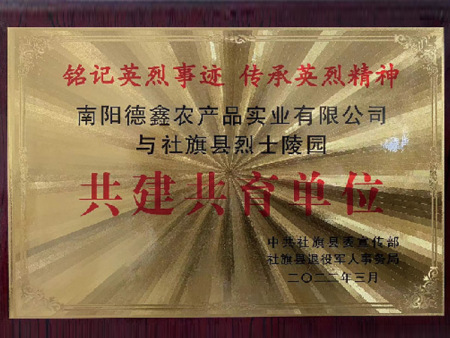 铭记英烈事迹 传承英烈精神
南阳德鑫农产品实业有限公司
与社旗县烈士陵园
共建共育单位
中共社旗县委宣传部
社旗县退役军人事务局
二〇二二年三月